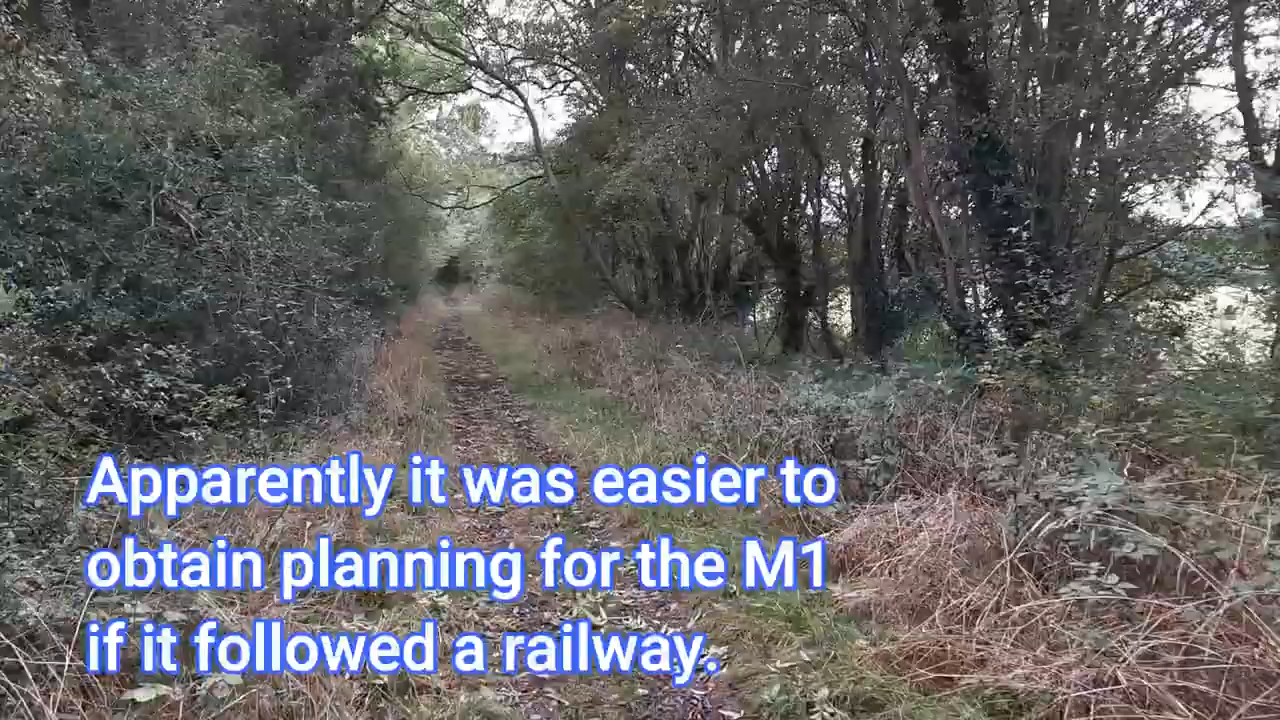 Apparently it was easier to
obtain planning for the M1
if it followed a railway.